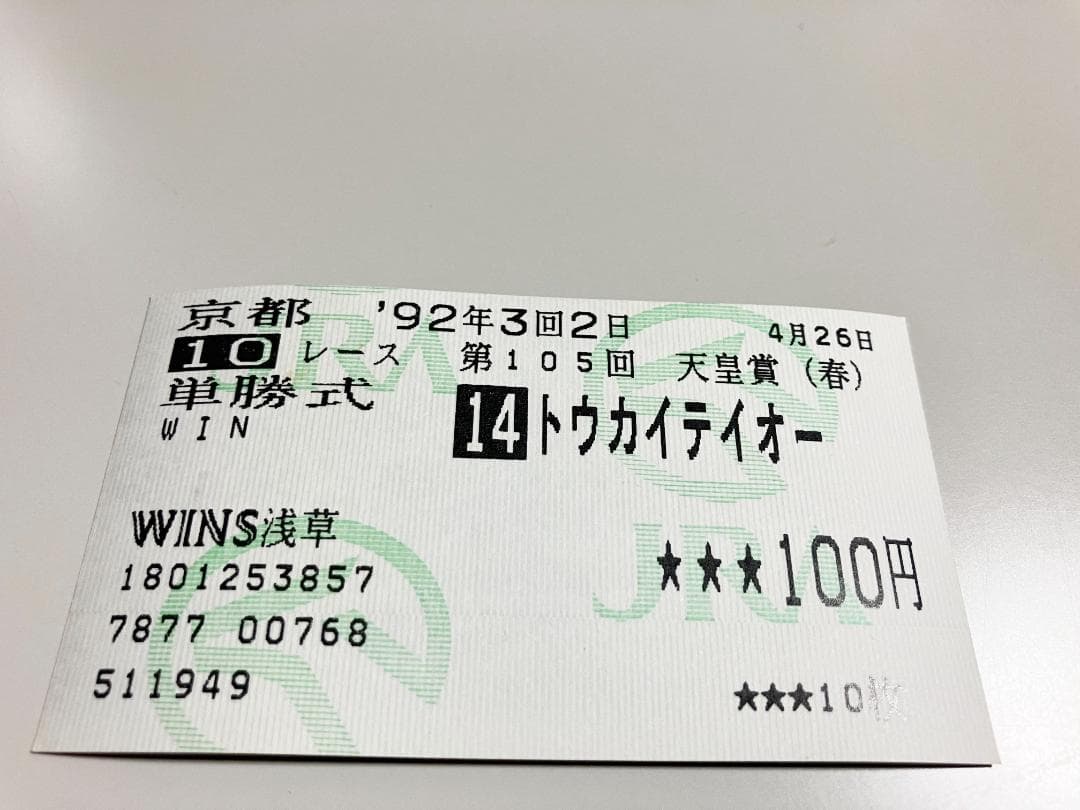 京都 '92年3回2日 4月26日
10 レース 第105回 天皇賞(春)
単勝式
WIN
14 トウカイテイオー
WINS浅草
★★★100円
1801253857
7877 00768
511949
★★★10枚
JRA
JRA